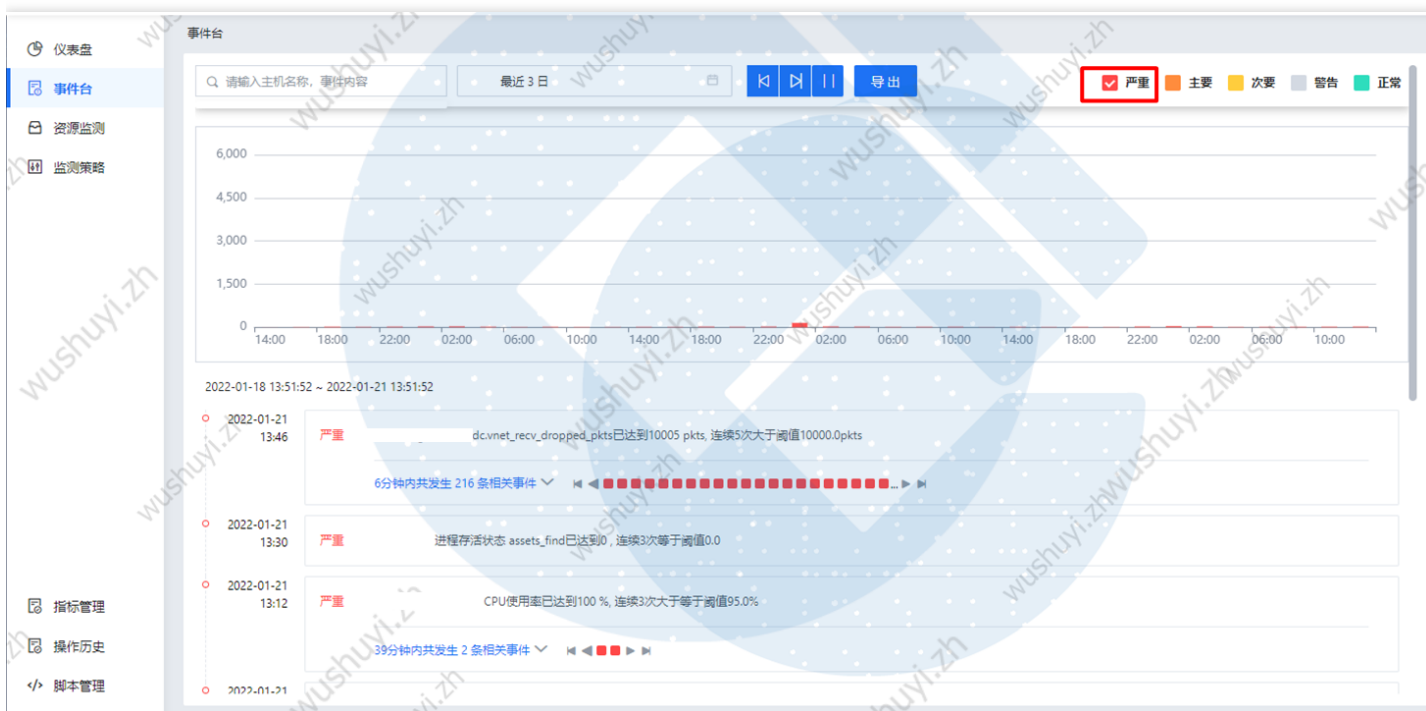 仪表盘
事件台
资源监测
监测策略
指标管理
操作历史
脚本管理
事件台
请输入主机名称，事件内容
最近 3 日
导出
严重
主要
次要
警告
正常
6,000
4,500
3,000
1,500
0
14:00 18:00 22:00 02:00 06:00 10:00 14:00 18:00 22:00 02:00 06:00 10:00 14:00 18:00 22:00 02:00 06:00 10:00
2022-01-18 13:51:52 ~ 2022-01-21 13:51:52
2022-01-21
13:46
严重
dc.vnet_recv_dropped_pkts已达到10005 pkts, 连续5次大于阈值10000.0pkts
6分钟内共发生 216 条相关事件
...
2022-01-21
13:30
严重
进程存活状态 assets_find已达到0 , 连续3次等于阈值0.0
2022-01-21
13:12
严重
CPU使用率已达到100 %, 连续3次大于等于阈值95.0%
39分钟内共发生 2 条相关事件
2022-01-21
wushuyi.zh